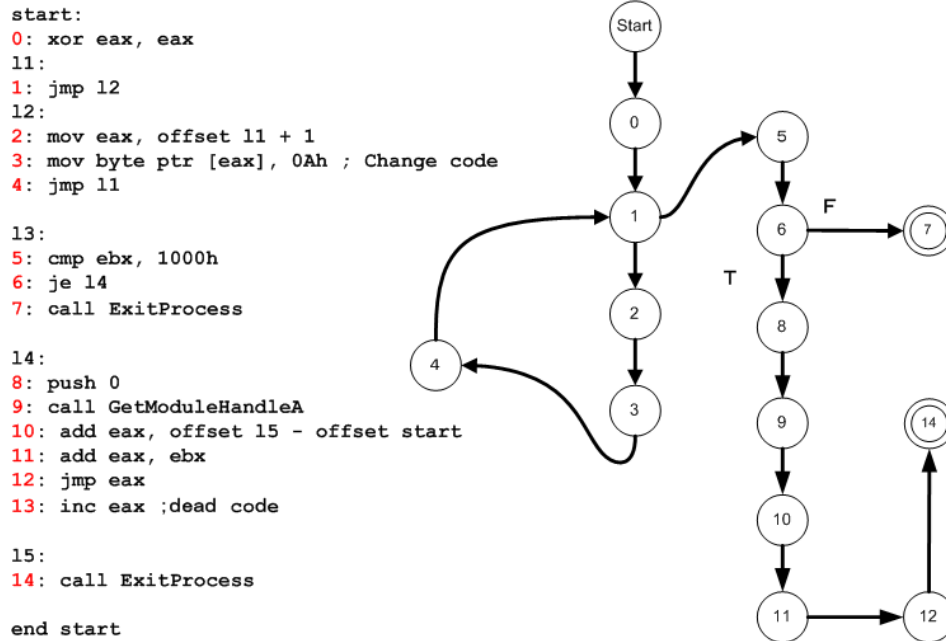 start:
0: xor eax, eax
l1:
1: jmp l2
l2:
2: mov eax, offset l1 + 1
3: mov byte ptr [eax], 0Ah ; Change code
4: jmp l1
l3:
5: cmp ebx, 1000h
6: je l4
7: call ExitProcess
l4:
8: push 0
9: call GetModuleHandleA
10: add eax, offset l5 - offset start
11: add eax, ebx
12: jmp eax
13: inc eax ;dead code
l5:
14: call ExitProcess
end start
Start
0
1
2
3
4
5
6
F
7
T
8
9
10
11
12
14